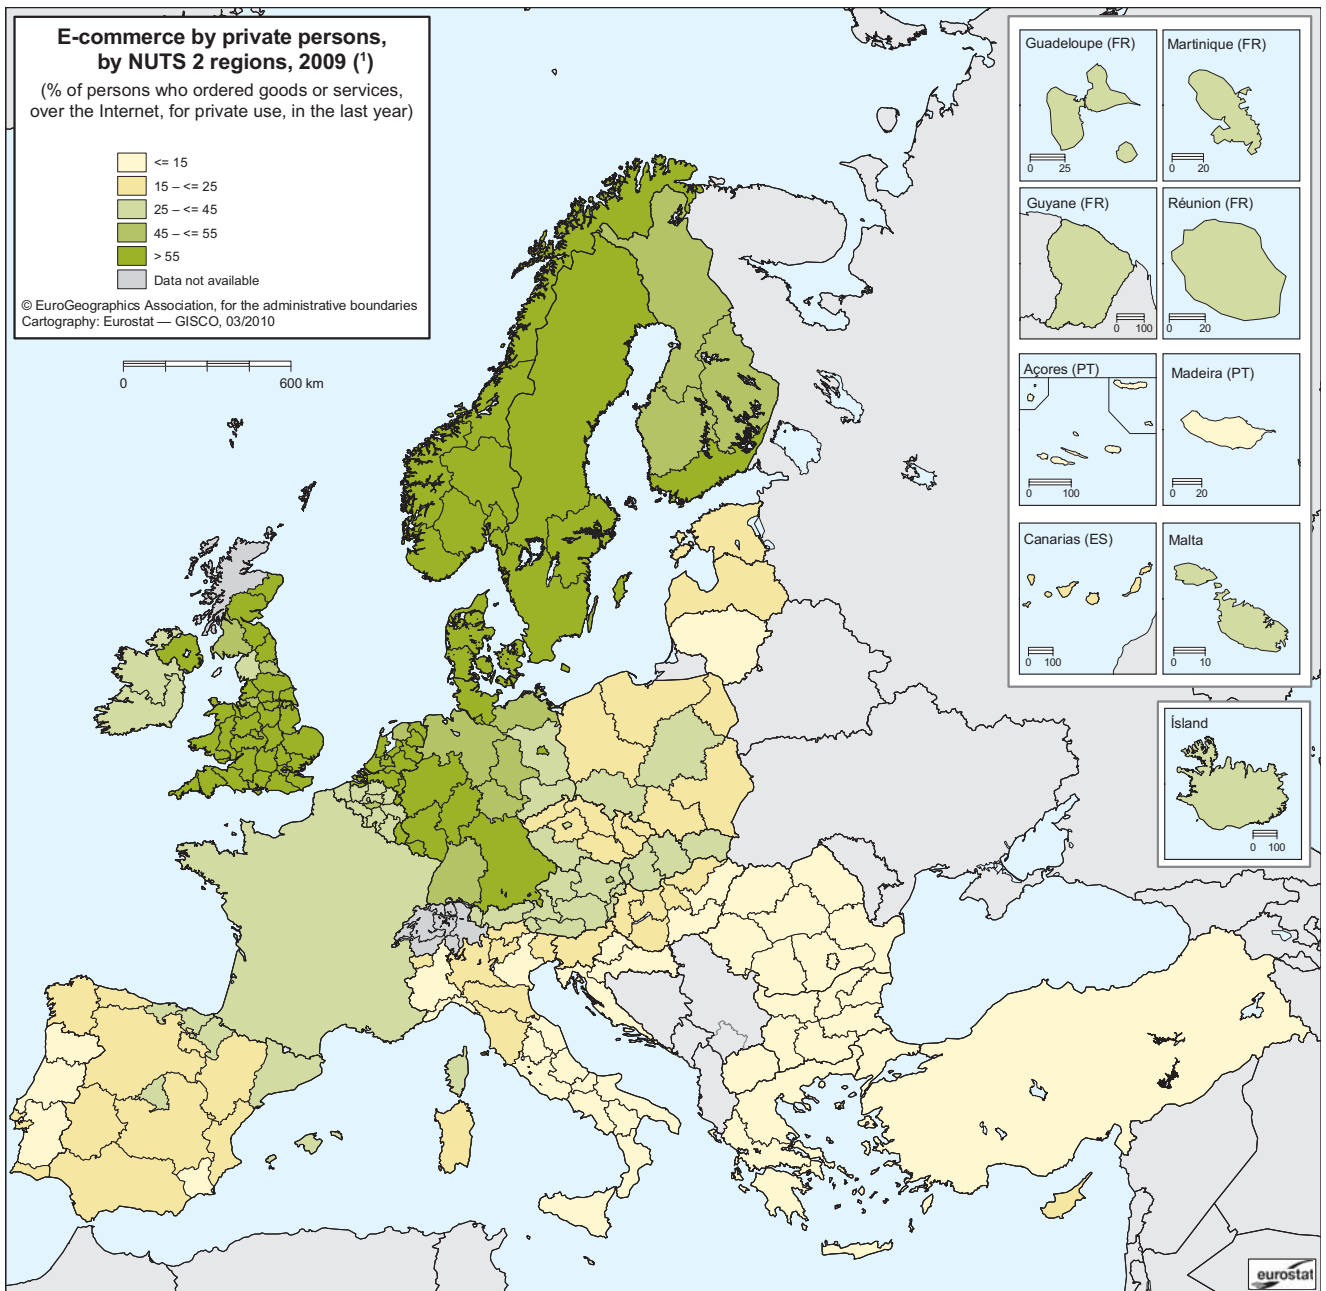 E-commerce by private persons,
by NUTS 2 regions, 2009 (¹)
(% of persons who ordered goods or services,
over the Internet, for private use, in the last year)
<= 15
15 – <= 25
25 – <= 45
45 – <= 55
> 55
Data not available
© EuroGeographics Association, for the administrative boundaries
Cartography: Eurostat — GISCO, 03/2010
0 600 km
Guadeloupe (FR)
0 25
Martinique (FR)
0 20
Guyane (FR)
0 100
Réunion (FR)
0 20
Açores (PT)
0 100
Madeira (PT)
0 20
Canarias (ES)
0 100
Malta
0 10
Ísland
0 100
eurostat